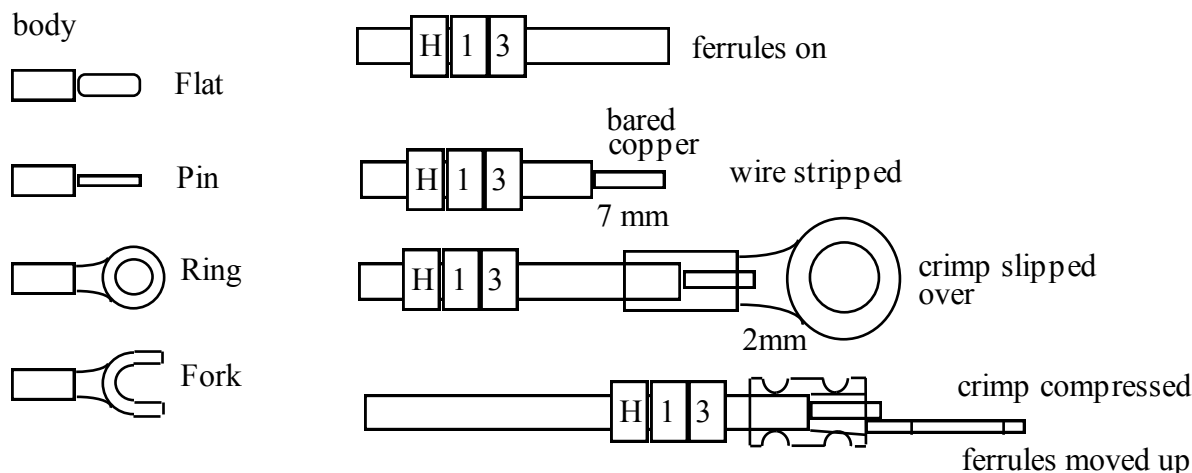 body
Flat
Pin
Ring
Fork
H 1 3
ferrules on
bared
copper
H 1 3
wire stripped
7 mm
H 1 3
crimp slipped
over
2mm
H 1 3
crimp compressed
ferrules moved up